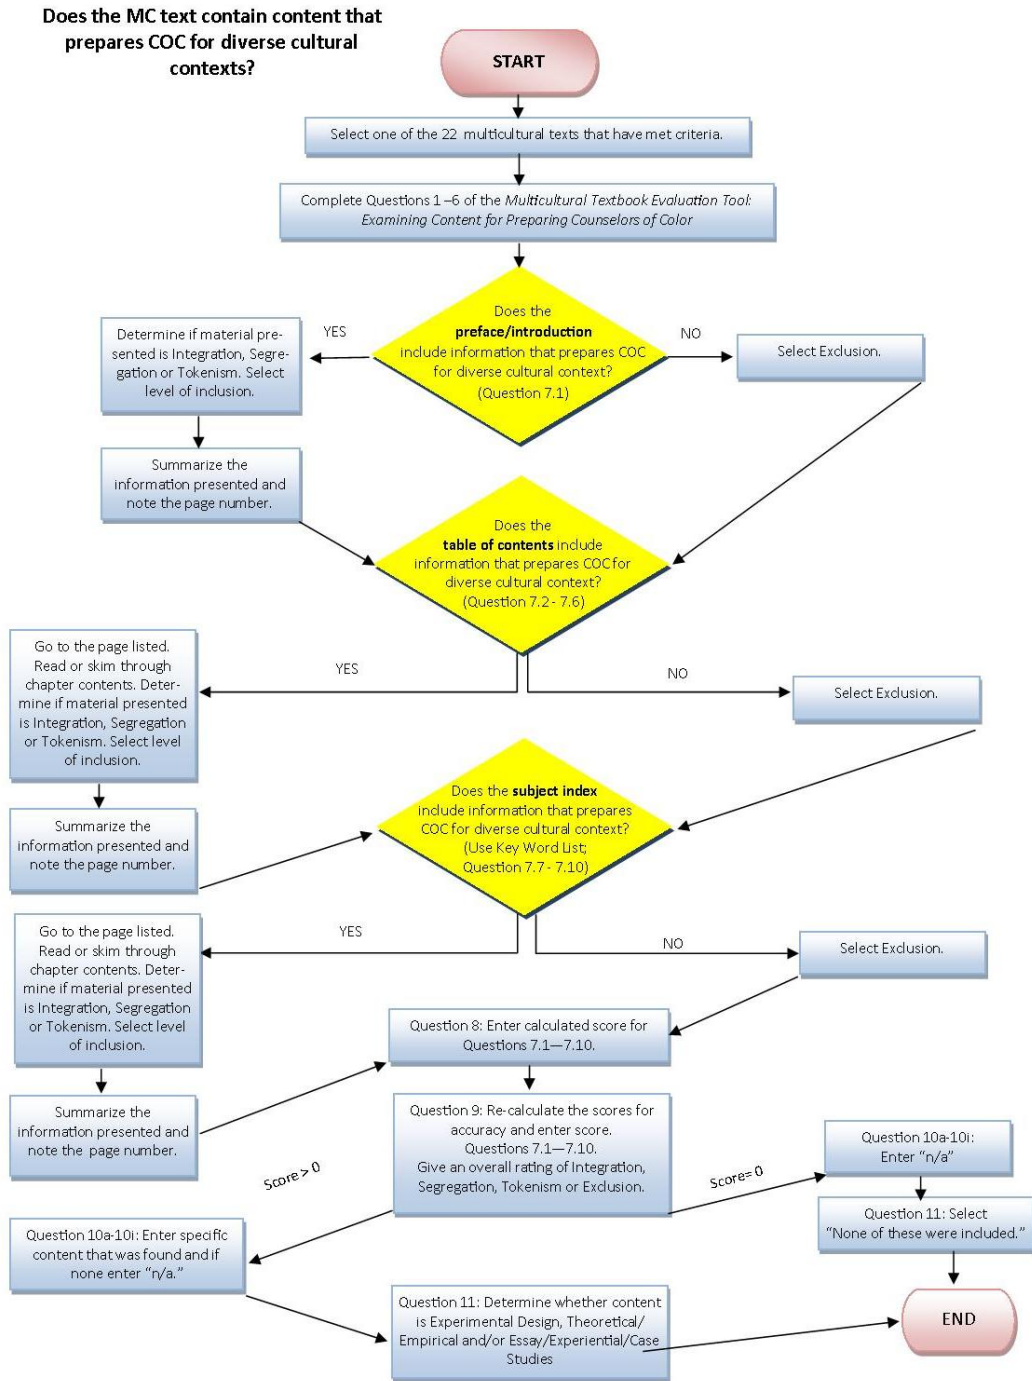 Does the MC text contain content that
prepares COC for diverse cultural
contexts?
START
Select one of the 22 multicultural texts that have met criteria.
Complete Questions 1 –6 of the Multicultural Textbook Evaluation Tool:
Examining Content for Preparing Counselors of Color
Does the
preface/introduction
include information that prepares COC
for diverse cultural context?
(Question 7.1)
YES
NO
Determine if material pre-
sented is Integration, Segre-
gation or Tokenism. Select
level of inclusion.
Select Exclusion.
Summarize the
information presented and
note the page number.
Does the
table of contents include
information that prepares COC for
diverse cultural context?
(Question 7.2 - 7.6)
YES
NO
Go to the page listed.
Read or skim through
chapter contents. Deter-
mine if material presented
is Integration, Segregation
or Tokenism. Select level
of inclusion.
Select Exclusion.
Summarize the
information presented and
note the page number.
Does the subject index
include information that prepares
COC for diverse cultural context?
(Use Key Word List;
Question 7.7 - 7.10)
YES
NO
Go to the page listed.
Read or skim through
chapter contents. Deter-
mine if material presented
is Integration, Segregation
or Tokenism. Select level
of inclusion.
Select Exclusion.
Summarize the
information presented and
note the page number.
Question 8: Enter calculated score for
Questions 7.1—7.10.
Question 9: Re-calculate the scores for
accuracy and enter score.
Questions 7.1—7.10.
Give an overall rating of Integration,
Segregation, Tokenism or Exclusion.
Score > 0
Score= 0
Question 10a-10i:
Enter “n/a”
Question 11: Select
“None of these were included.”
Question 10a-10i: Enter specific
content that was found and if
none enter “n/a.”
Question 11: Determine whether content
is Experimental Design, Theoretical/
Empirical and/or Essay/Experiential/Case
Studies
END